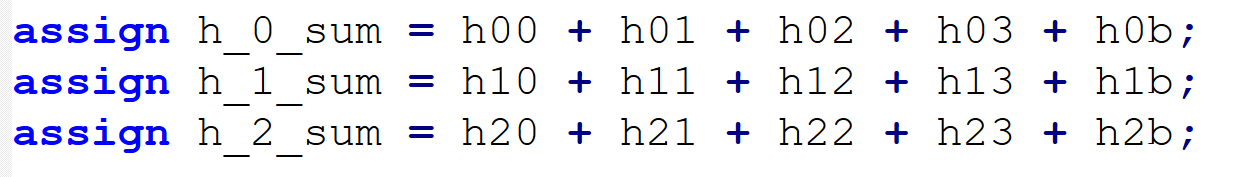 assign h_0_sum = h00 + h01 + h02 + h03 + h0b;
assign h_1_sum = h10 + h11 + h12 + h13 + h1b;
assign h_2_sum = h20 + h21 + h22 + h23 + h2b;